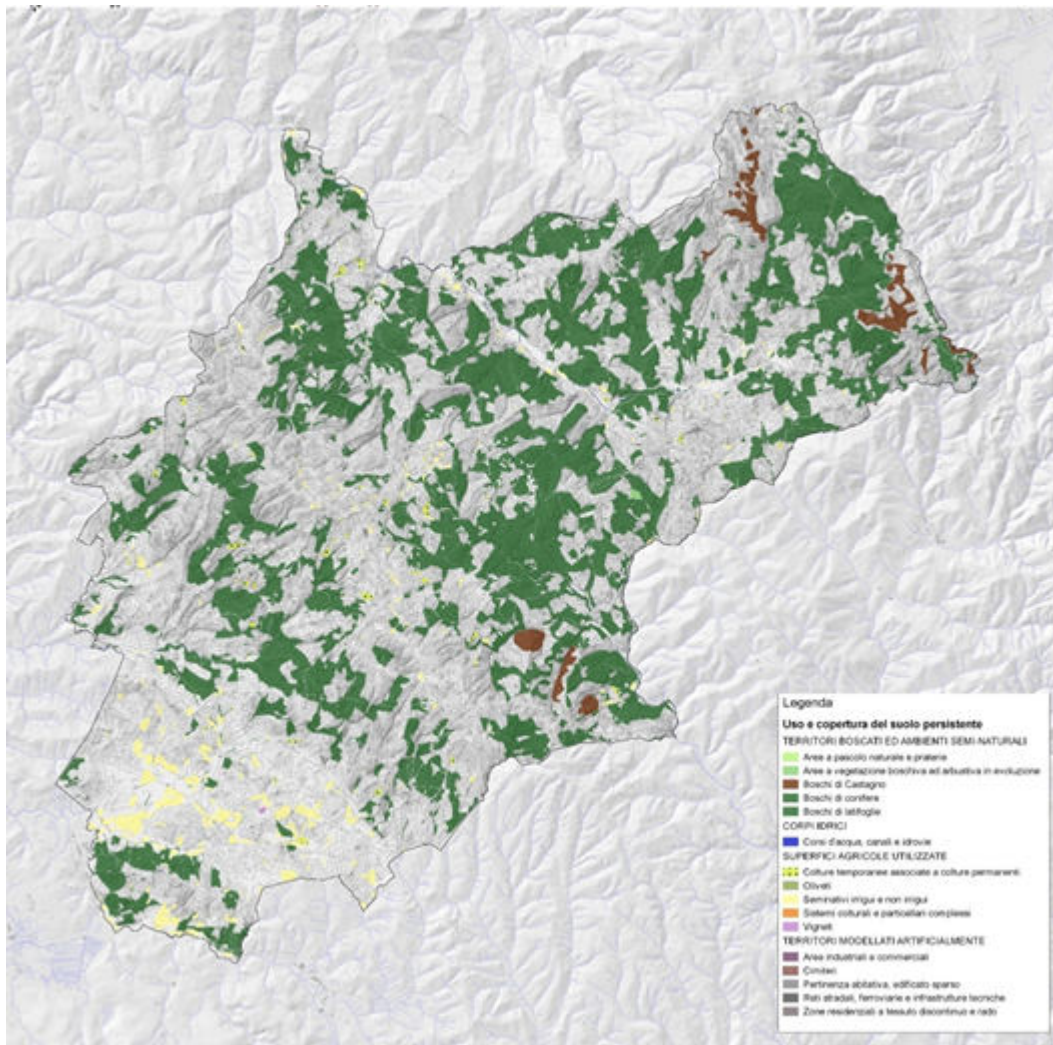 Legenda
Uso e copertura del suolo persistente
TERRITORI BOSCATI ED AMBIENTI SEMI-NATURALI
Aree a pascolo naturale e praterie
Aree a vegetazione boschiva ed arbustiva in evoluzione
Boschi di Castagno
Boschi di conifere
Boschi di latifoglie
CORPI IDRICI
Corsi d'acqua, canali e idrovie
SUPERFICI AGRICOLE UTILIZZATE
Colture temporanee associate a colture permanenti
Oliveti
Seminativi irrigui e non irrigui
Sistemi colturali e particellari complessi
Vigneti
TERRITORI MODELLATI ARTIFICIALMENTE
Aree industriali e commerciali
Cimiteri
Pertinenza abitativa, edificato sparso
Reti stradali, ferroviarie e infrastrutture tecniche
Zone residenziali a tessuto discontinuo e rado